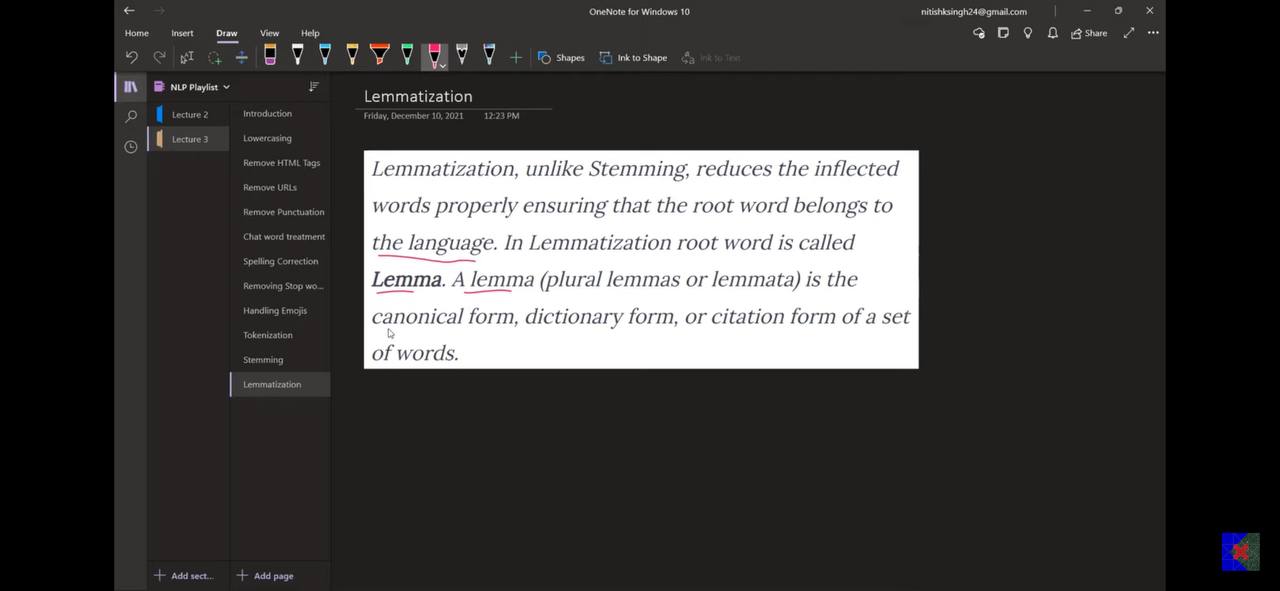 OneNote for Windows 10
nitishksingh24@gmail.com
Home Insert Draw View Help
Share
Shapes Ink to Shape Ink to Text
NLP Playlist
Lecture 2
Lecture 3
Introduction
Lowercasing
Remove HTML Tags
Remove URLs
Remove Punctuation
Chat word treatment
Spelling Correction
Removing Stop wo...
Handling Emojis
Tokenization
Stemming
Lemmatization
Add sect...
Add page
Lemmatization
Friday, December 10, 2021 12:23 PM
Lemmatization, unlike Stemming, reduces the inflected
words properly ensuring that the root word belongs to
the language. In Lemmatization root word is called
Lemma. A lemma (plural lemmas or lemmata) is the
canonical form, dictionary form, or citation form of a set
of words.